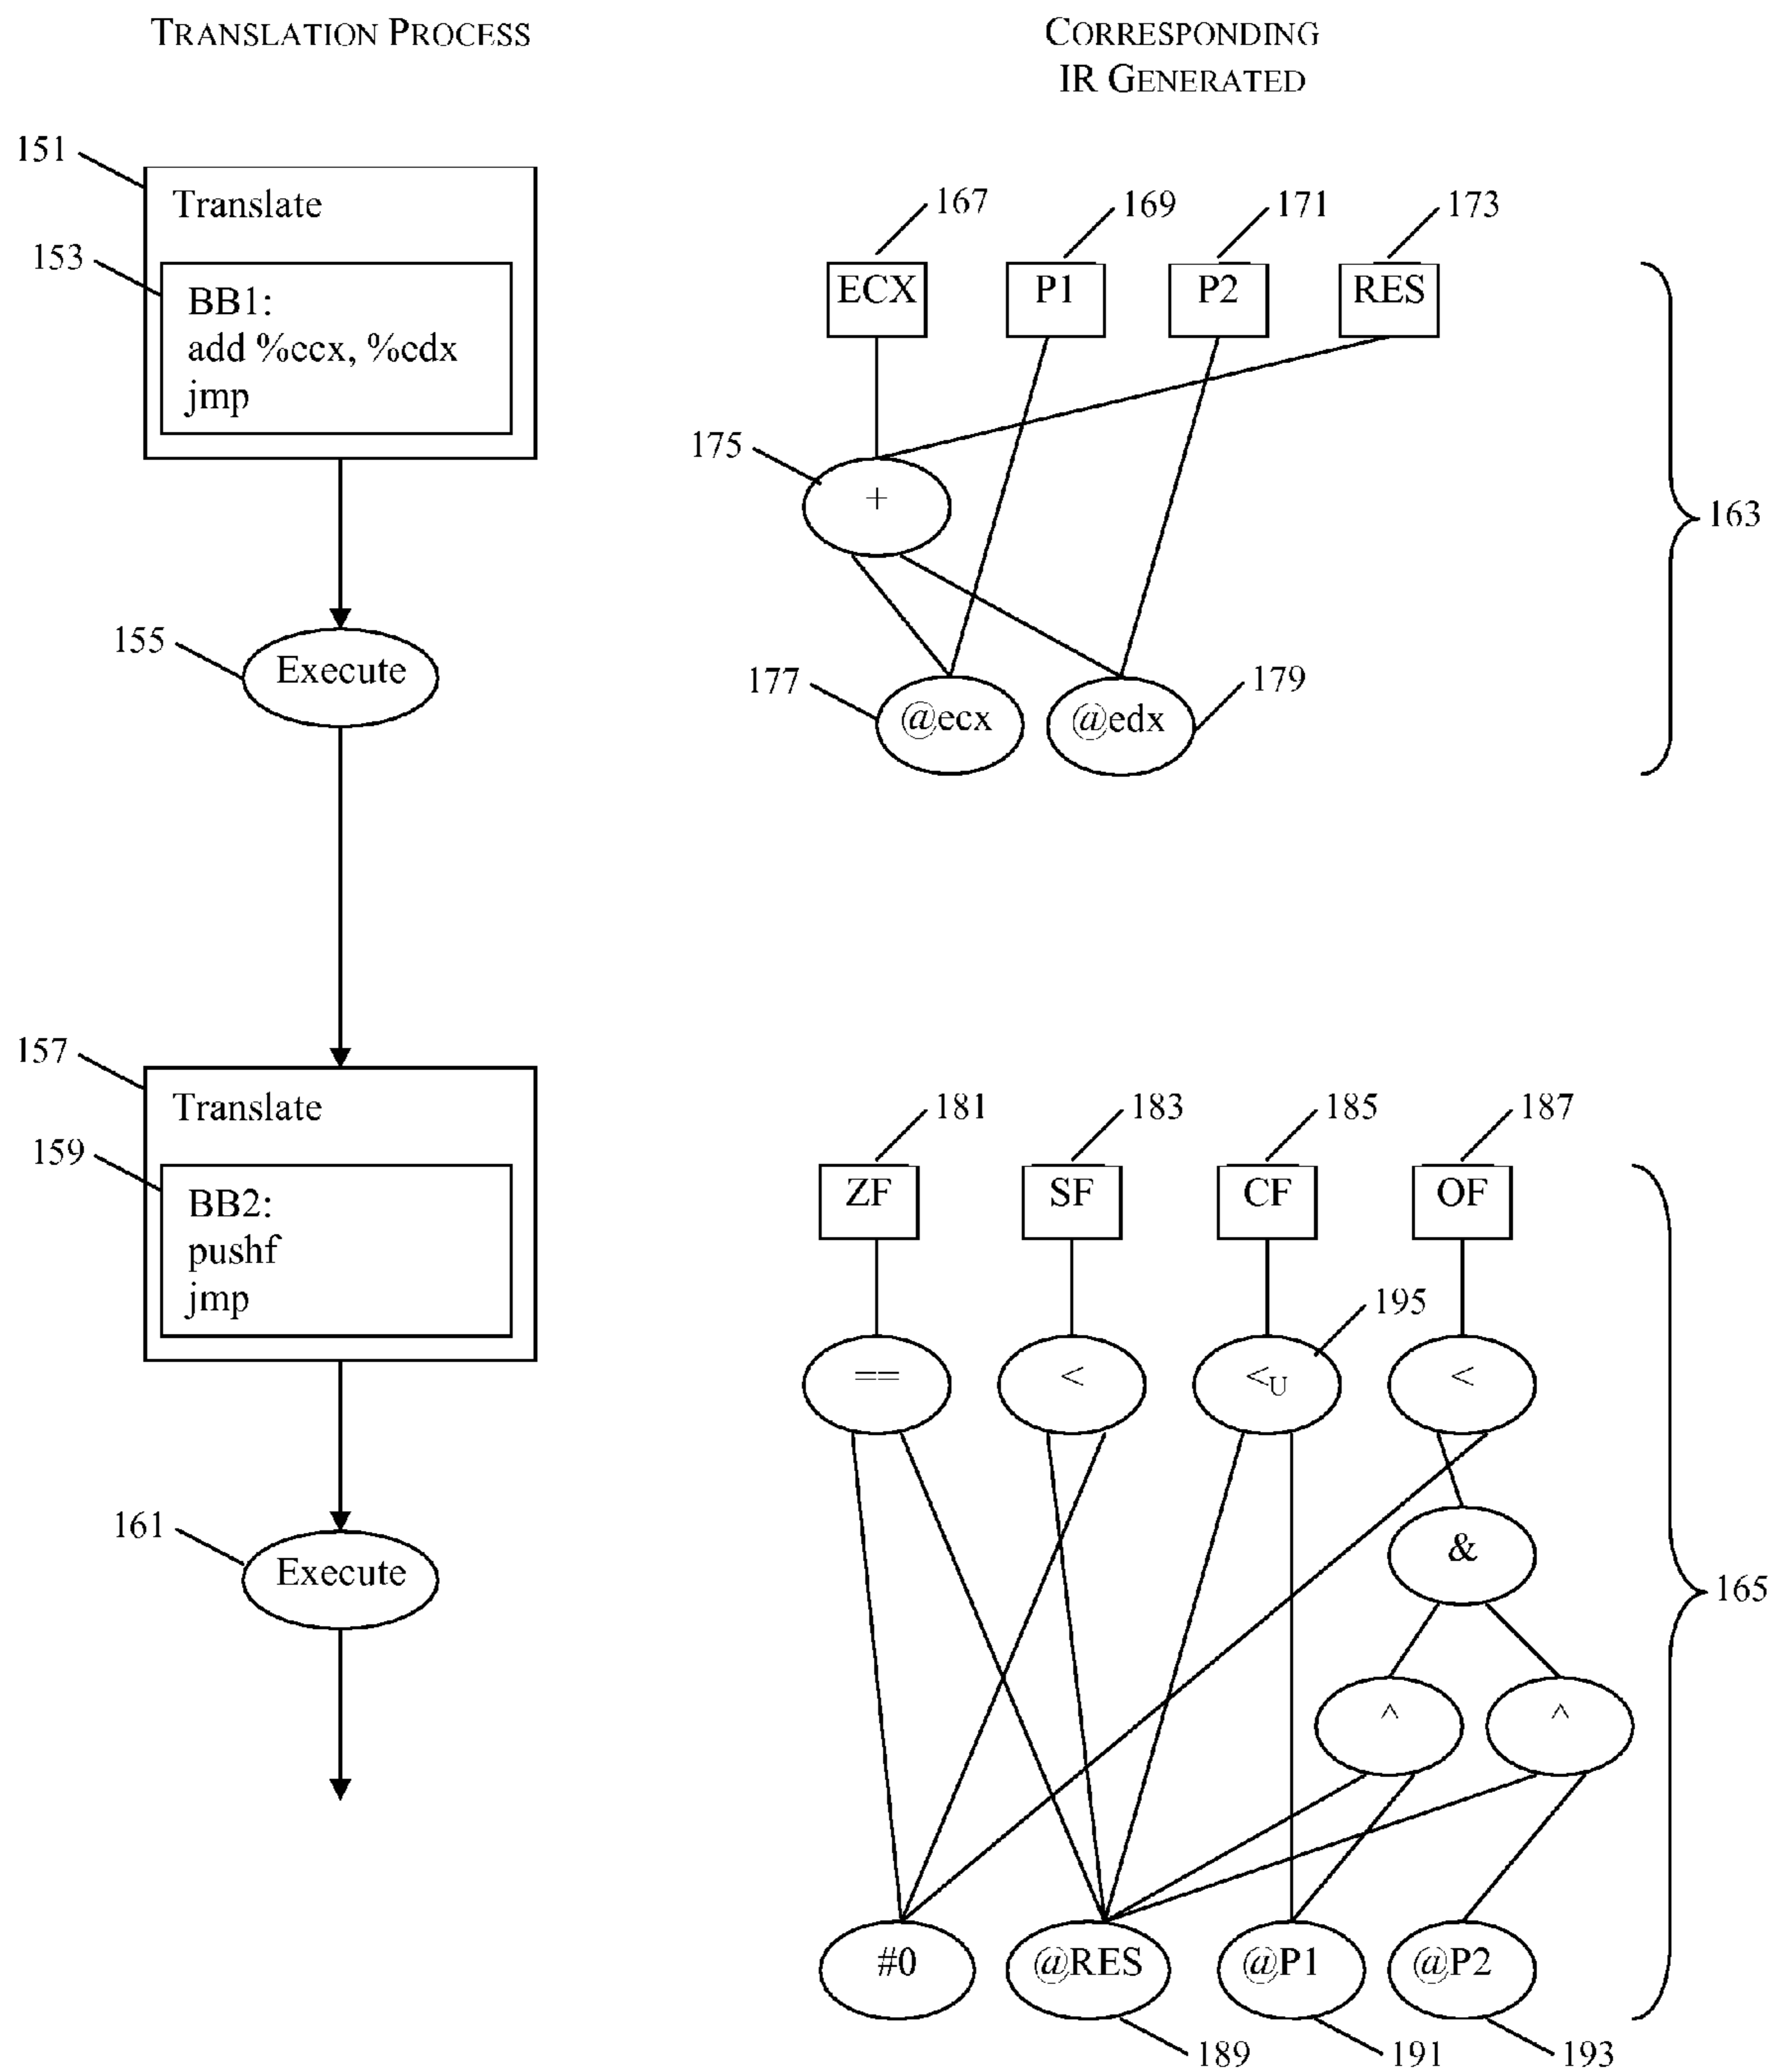 TRANSLATION PROCESS
CORRESPONDING
IR GENERATED
151
Translate
153
BB1:
add %ecx, %edx
jmp
155
Execute
157
Translate
159
BB2:
pushf
jmp
161
Execute
167
169
171
173
ECX
P1
P2
RES
175
+
163
177
@ecx
@edx
179
181
183
185
187
ZF
SF
CF
OF
195
==
<
<U
<
&
165
^
^
#0
@RES
@P1
@P2
189
191
193